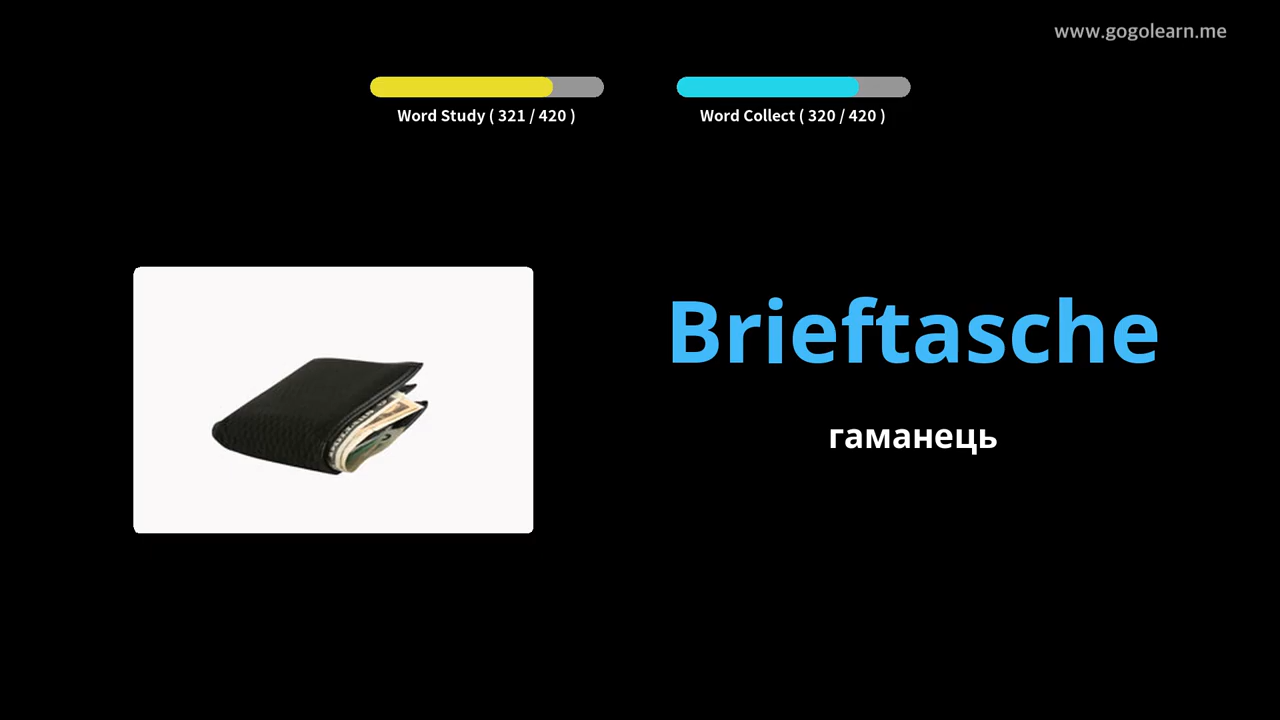 www.gogolearn.me
Word Study ( 321 / 420 )
Word Collect ( 320 / 420 )
Brieftasche
гаманець